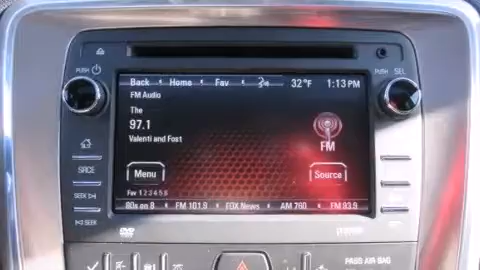 PUSH
PUSH SEL
Back Home Fav 32°F 1:13 PM
FM Audio
The
97.1
Valenti and Fost
FM
Menu Source
Fav 1 2 3 4 5 6
80s on 8 FM 101.9 FOX News AM 760 FM 93.9
SRCE
SEEK
SEEK
DVD
PASS AIR BAG